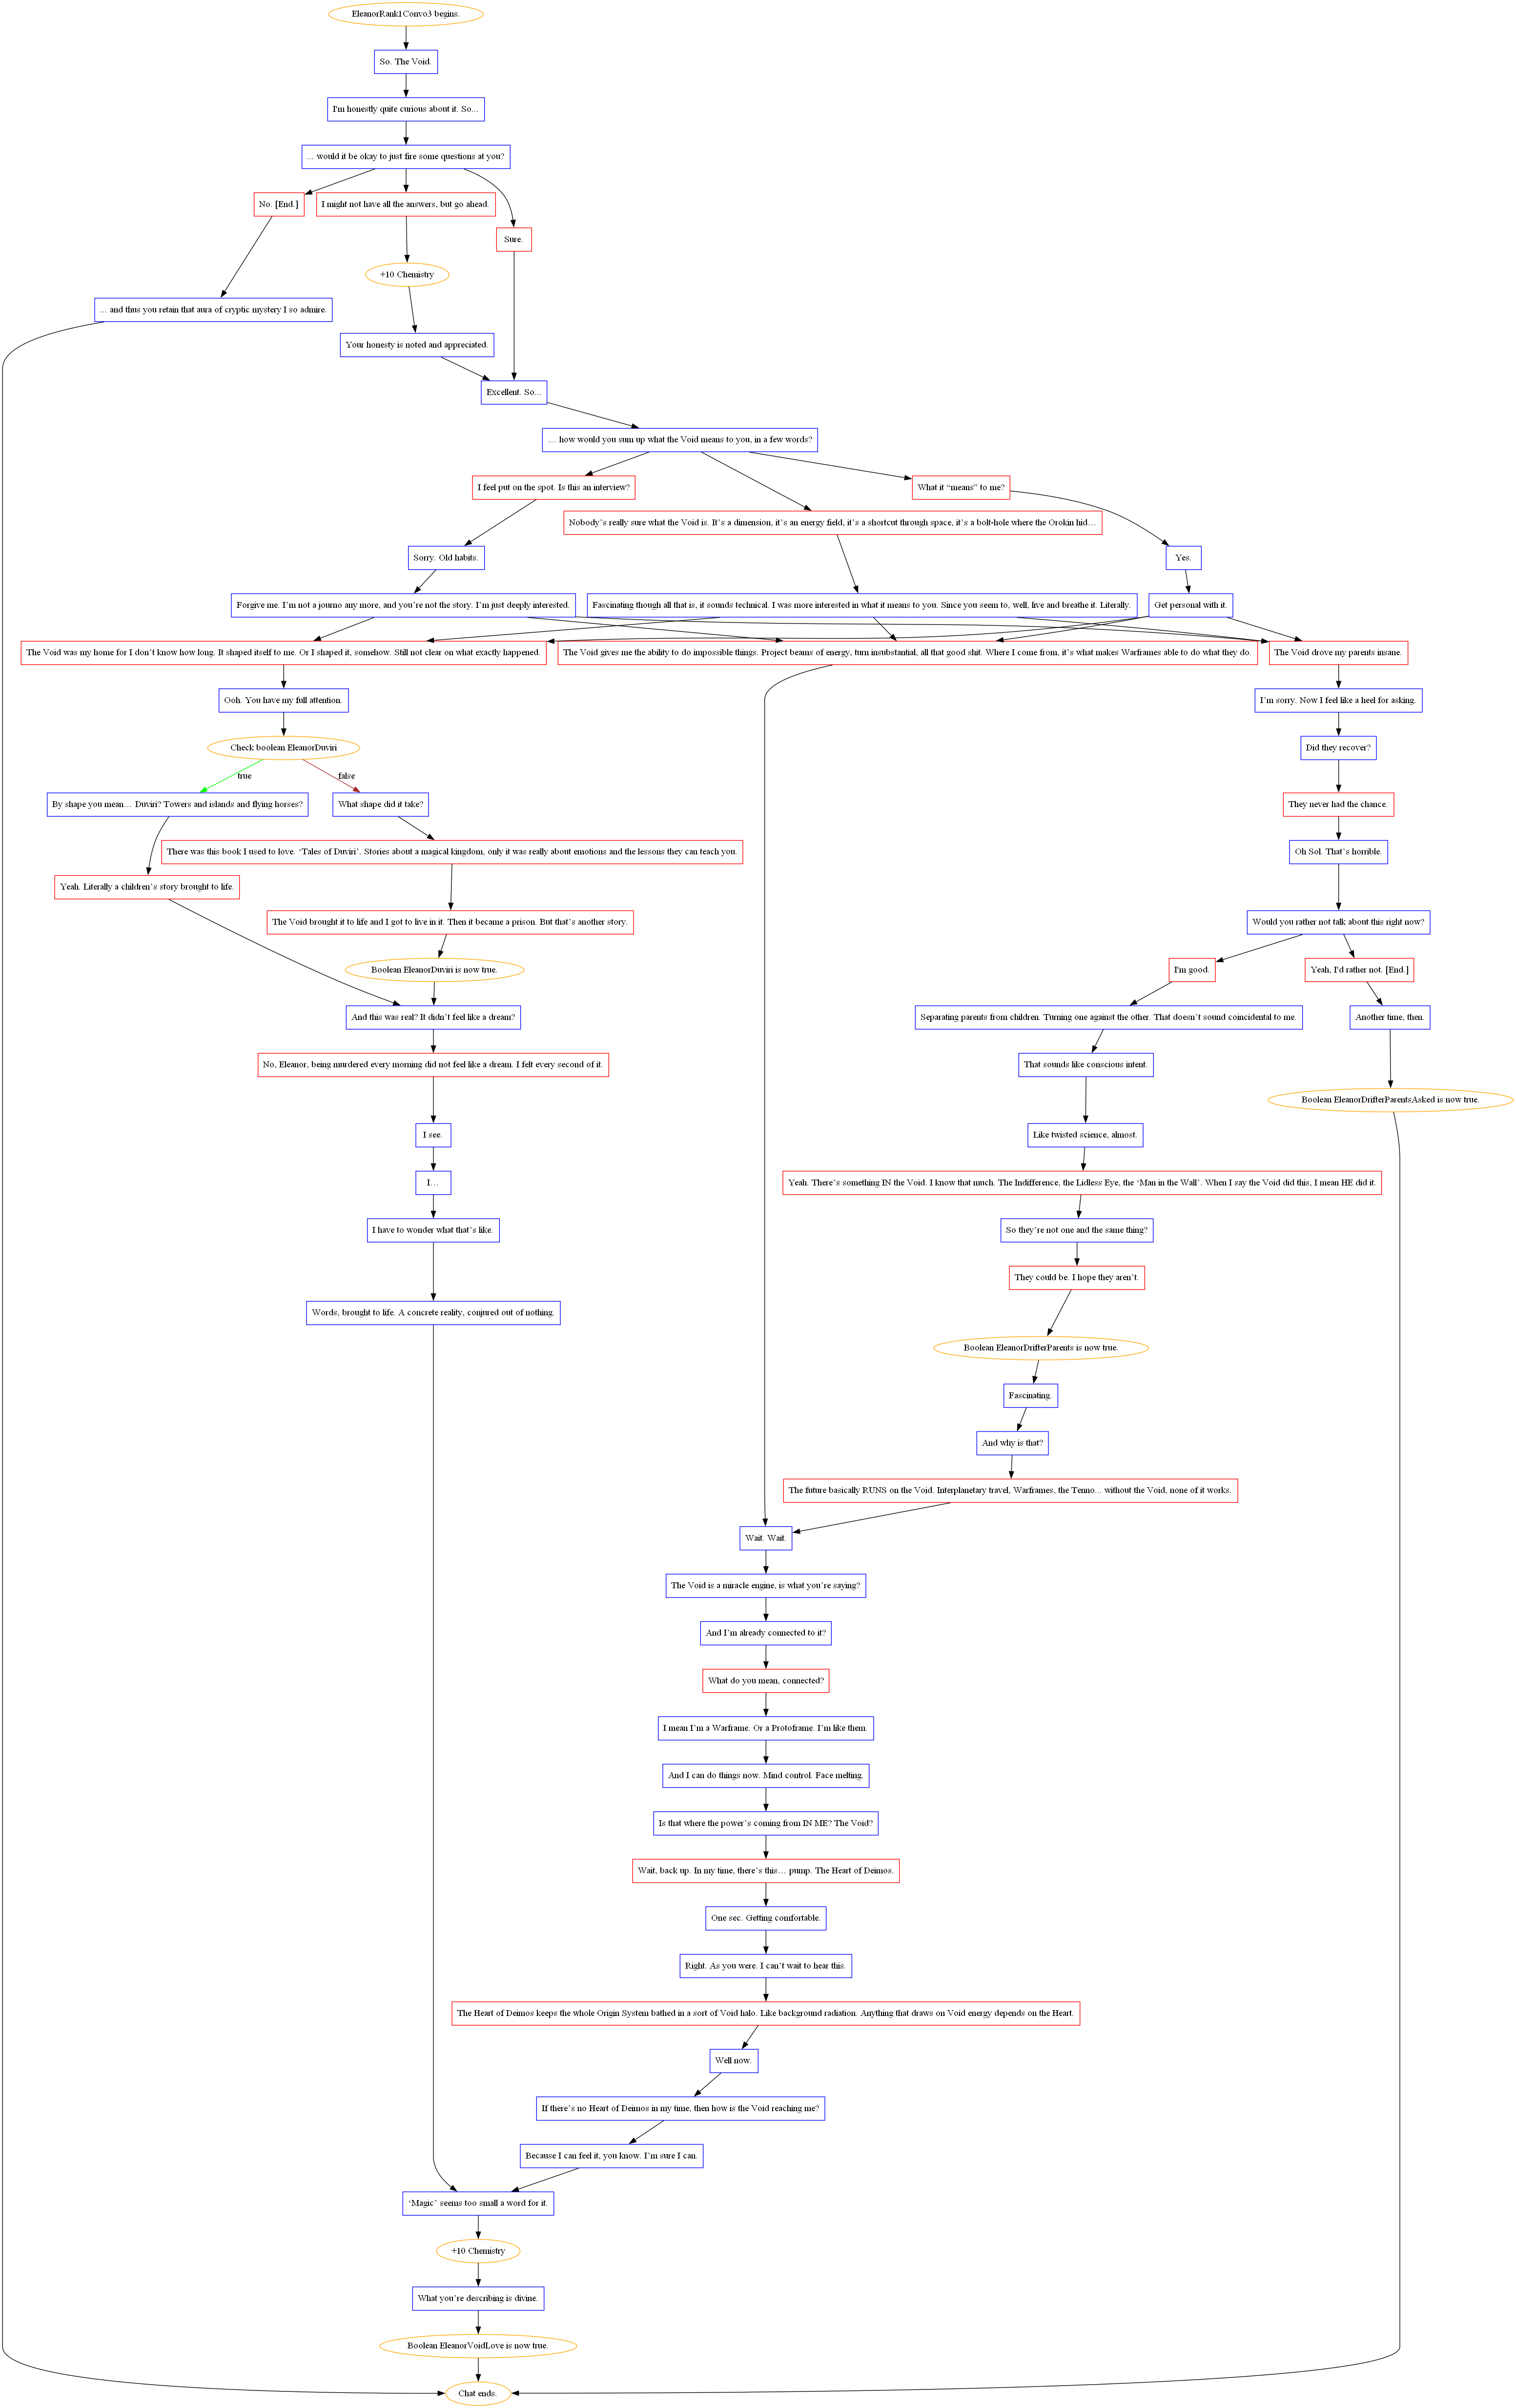 EleanorRank1Convo3 begins.
So. The Void.
I'm honestly quite curious about it. So...
... would it be okay to just fire some questions at you?
No. [End.]
I might not have all the answers, but go ahead.
Sure.
+10 Chemistry
... and thus you retain that aura of cryptic mystery I so admire.
Your honesty is noted and appreciated.
Excellent. So...
… how would you sum up what the Void means to you, in a few words?
I feel put on the spot. Is this an interview?
What it “means” to me?
Nobody’s really sure what the Void is. It’s a dimension, it’s an energy field, it’s a shortcut through space, it’s a bolt-hole where the Orokin hid…
Sorry. Old habits.
Yes.
Forgive me. I’m not a journo any more, and you’re not the story. I’m just deeply interested.
Fascinating though all that is, it sounds technical. I was more interested in what it means to you. Since you seem to, well, live and breathe it. Literally.
Get personal with it.
The Void was my home for I don’t know how long. It shaped itself to me. Or I shaped it, somehow. Still not clear on what exactly happened.
The Void gives me the ability to do impossible things. Project beams of energy, turn insubstantial, all that good shit. Where I come from, it’s what makes Warframes able to do what they do.
The Void drove my parents insane.
Ooh. You have my full attention.
I’m sorry. Now I feel like a heel for asking.
Check boolean EleanorDuviri
Did they recover?
true
false
By shape you mean… Duviri? Towers and islands and flying horses?
What shape did it take?
They never had the chance.
There was this book I used to love. ‘Tales of Duviri’. Stories about a magical kingdom, only it was really about emotions and the lessons they can teach you.
Oh Sol. That’s horrible.
Yeah. Literally a children’s story brought to life.
The Void brought it to life and I got to live in it. Then it became a prison. But that’s another story.
Would you rather not talk about this right now?
Boolean EleanorDuviri is now true.
I'm good.
Yeah, I'd rather not. [End.]
And this was real? It didn’t feel like a dream?
Separating parents from children. Turning one against the other. That doesn’t sound coincidental to me.
Another time, then.
No, Eleanor, being murdered every morning did not feel like a dream. I felt every second of it.
That sounds like conscious intent.
Boolean EleanorDrifterParentsAsked is now true.
I see.
Like twisted science, almost.
I…
Yeah. There’s something IN the Void. I know that much. The Indifference, the Lidless Eye, the ‘Man in the Wall’. When I say the Void did this, I mean HE did it.
I have to wonder what that’s like.
So they’re not one and the same thing?
They could be. I hope they aren’t.
Words, brought to life. A concrete reality, conjured out of nothing.
Boolean EleanorDrifterParents is now true.
Fascinating.
And why is that?
The future basically RUNS on the Void. Interplanetary travel, Warframes, the Tenno... without the Void, none of it works.
Wait. Wait.
The Void is a miracle engine, is what you’re saying?
And I’m already connected to it?
What do you mean, connected?
I mean I’m a Warframe. Or a Protoframe. I’m like them.
And I can do things now. Mind control. Face melting.
Is that where the power’s coming from IN ME? The Void?
Wait, back up. In my time, there’s this… pump. The Heart of Deimos.
One sec. Getting comfortable.
Right. As you were. I can’t wait to hear this.
The Heart of Deimos keeps the whole Origin System bathed in a sort of Void halo. Like background radiation. Anything that draws on Void energy depends on the Heart.
Well now.
If there’s no Heart of Deimos in my time, then how is the Void reaching me?
Because I can feel it, you know. I’m sure I can.
‘Magic’ seems too small a word for it.
+10 Chemistry
What you’re describing is divine.
Boolean EleanorVoidLove is now true.
Chat ends.